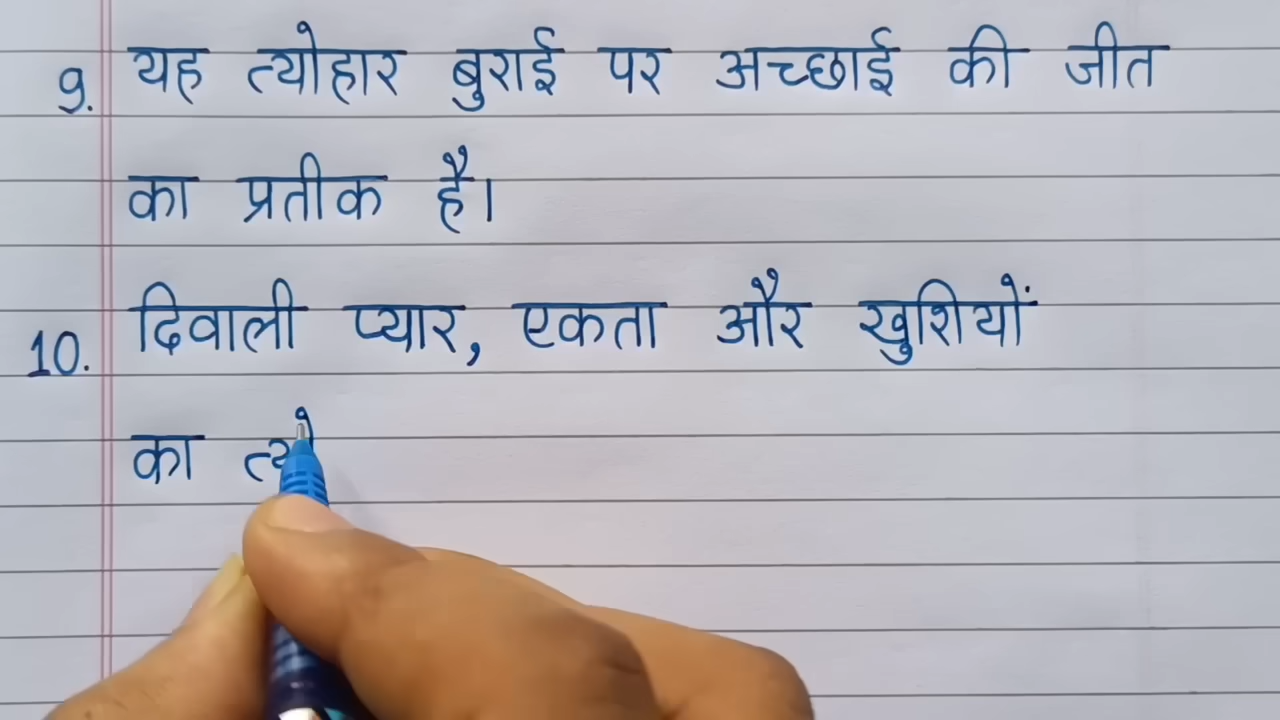 9. यह त्योहार बुराई पर अच्छाई की जीत
का प्रतीक है।
10. दिवाली प्यार, एकता और खुशियों
का त्यो